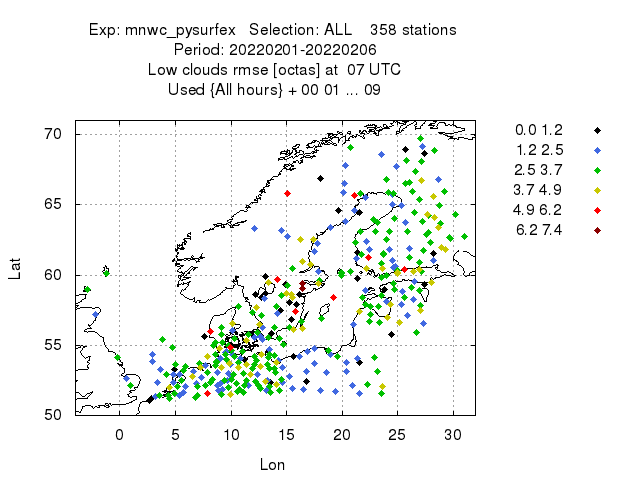 Exp: mnwc_pysurfex   Selection: ALL    358 stations
Period: 20220201-20220206
Low clouds rmse [octas] at  07 UTC
Used {All hours} + 00 01 ... 09
0.0 1.2
1.2 2.5
2.5 3.7
3.7 4.9
4.9 6.2
6.2 7.4
70
65
60
55
50
Lat
0 5 10 15 20 25 30
Lon